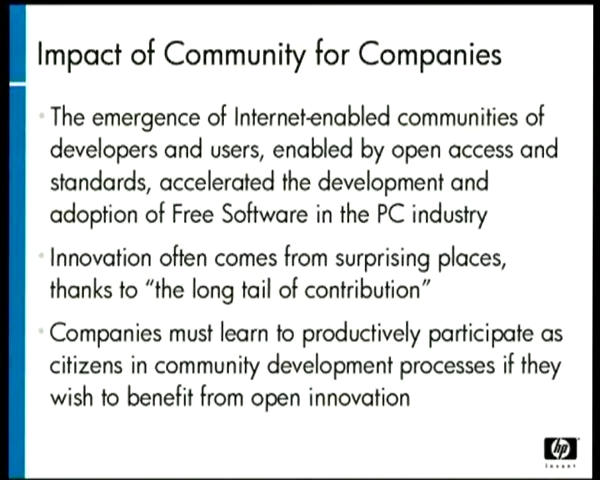 Impact of Community for Companies
The emergence of Internet-enabled communities of
developers and users, enabled by open access and
standards, accelerated the development and
adoption of Free Software in the PC industry
Innovation often comes from surprising places,
thanks to “the long tail of contribution”
Companies must learn to productively participate as
citizens in community development processes if they
wish to benefit from open innovation
hp
invent